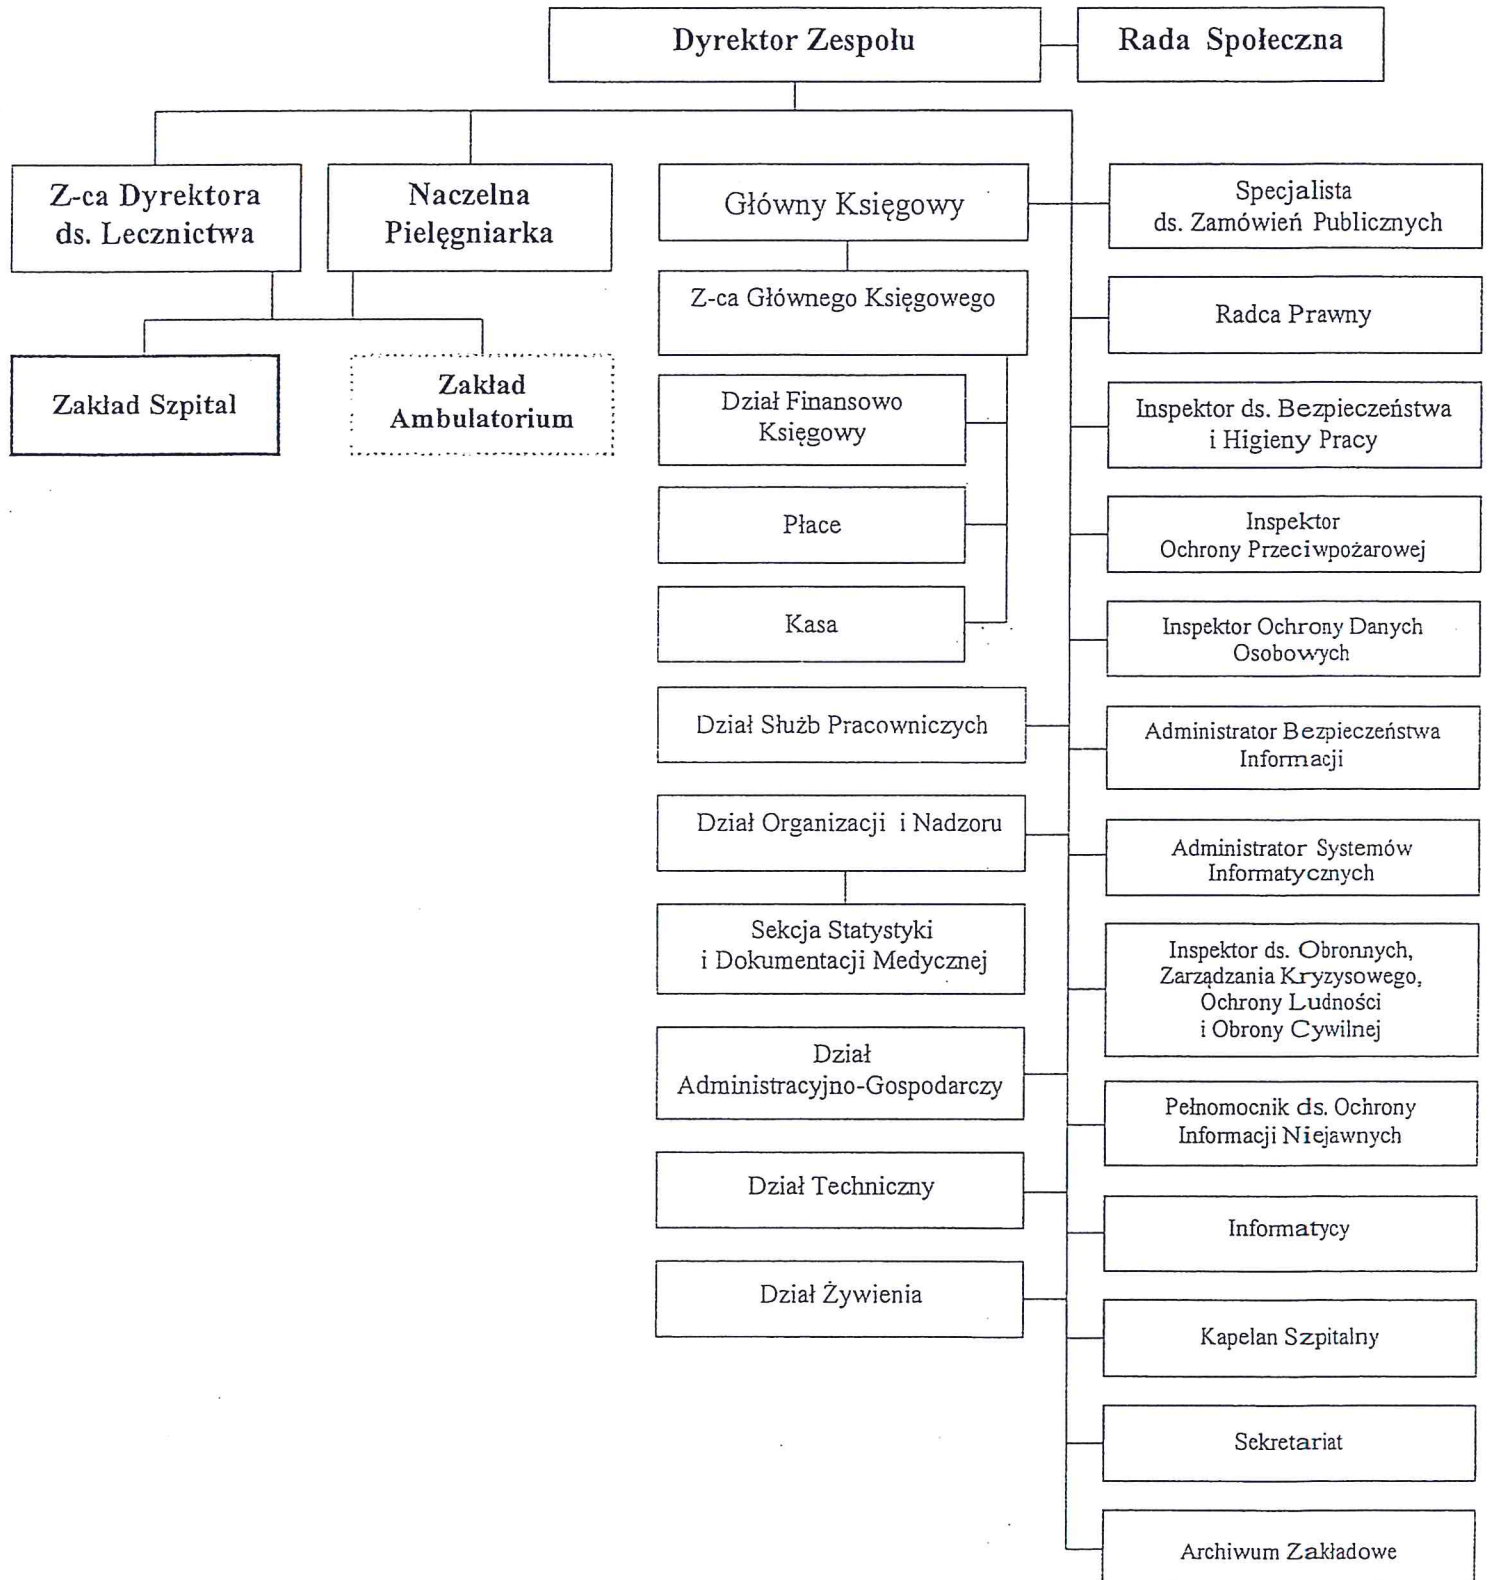 Dyrektor Zespołu
Rada Społeczna
Z-ca Dyrektora
ds. Lecznictwa
Naczelna
Pielęgniarka
Zakład Szpital
Zakład
Ambulatorium
Główny Księgowy
Z-ca Głównego Księgowego
Dział Finansowo
Księgowy
Płace
Kasa
Dział Służb Pracowniczych
Dział Organizacji i Nadzoru
Sekcja Statystyki
i Dokumentacji Medycznej
Dział
Administracyjno-Gospodarczy
Dział Techniczny
Dział Żywienia
Specjalista
ds. Zamówień Publicznych
Radca Prawny
Inspektor ds. Bezpieczeństwa
i Higieny Pracy
Inspektor
Ochrony Przeciwpożarowej
Inspektor Ochrony Danych
Osobowych
Administrator Bezpieczeństwa
Informacji
Administrator Systemów
Informatycznych
Inspektor ds. Obronnych,
Zarządzania Kryzysowego,
Ochrony Ludności
i Obrony Cywilnej
Pełnomocnik ds. Ochrony
Informacji Niejawnych
Informatycy
Kapelan Szpitalny
Sekretariat
Archiwum Zakładowe